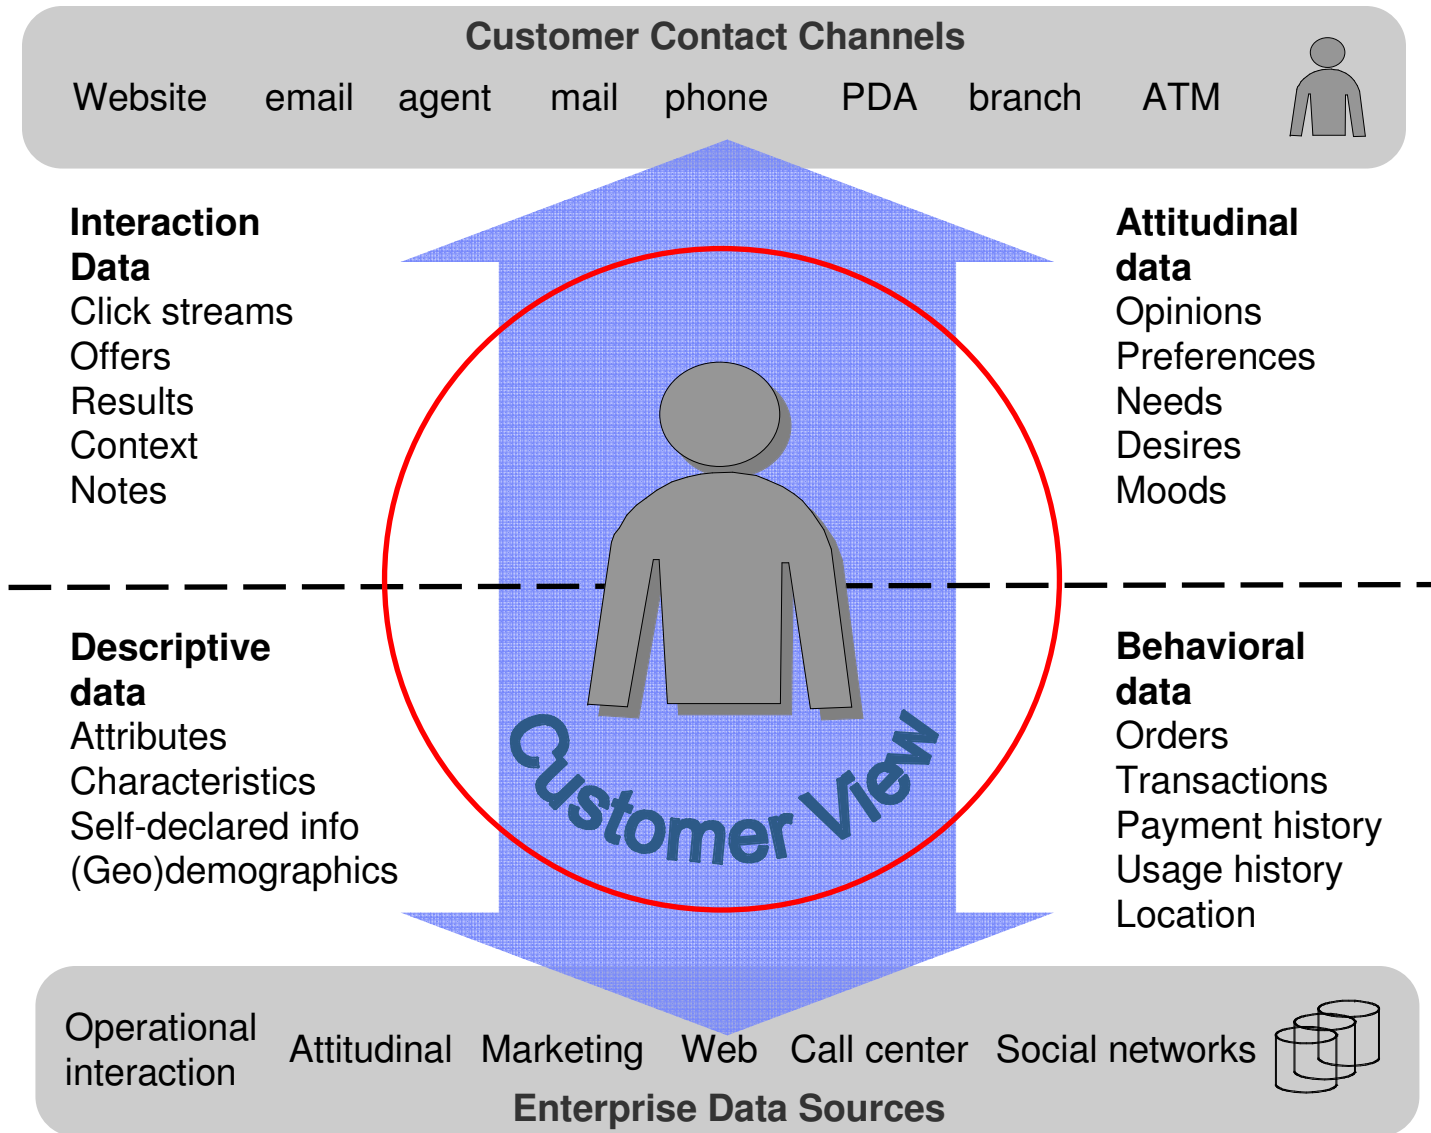 Customer Contact Channels
Website email agent mail phone PDA branch ATM
Interaction
Data
Click streams
Offers
Results
Context
Notes
Attitudinal
data
Opinions
Preferences
Needs
Desires
Moods
Descriptive
data
Attributes
Characteristics
Self-declared info
(Geo)demographics
Customer View
Behavioral
data
Orders
Transactions
Payment history
Usage history
Location
Operational
interaction
Attitudinal Marketing Web Call center Social networks
Enterprise Data Sources